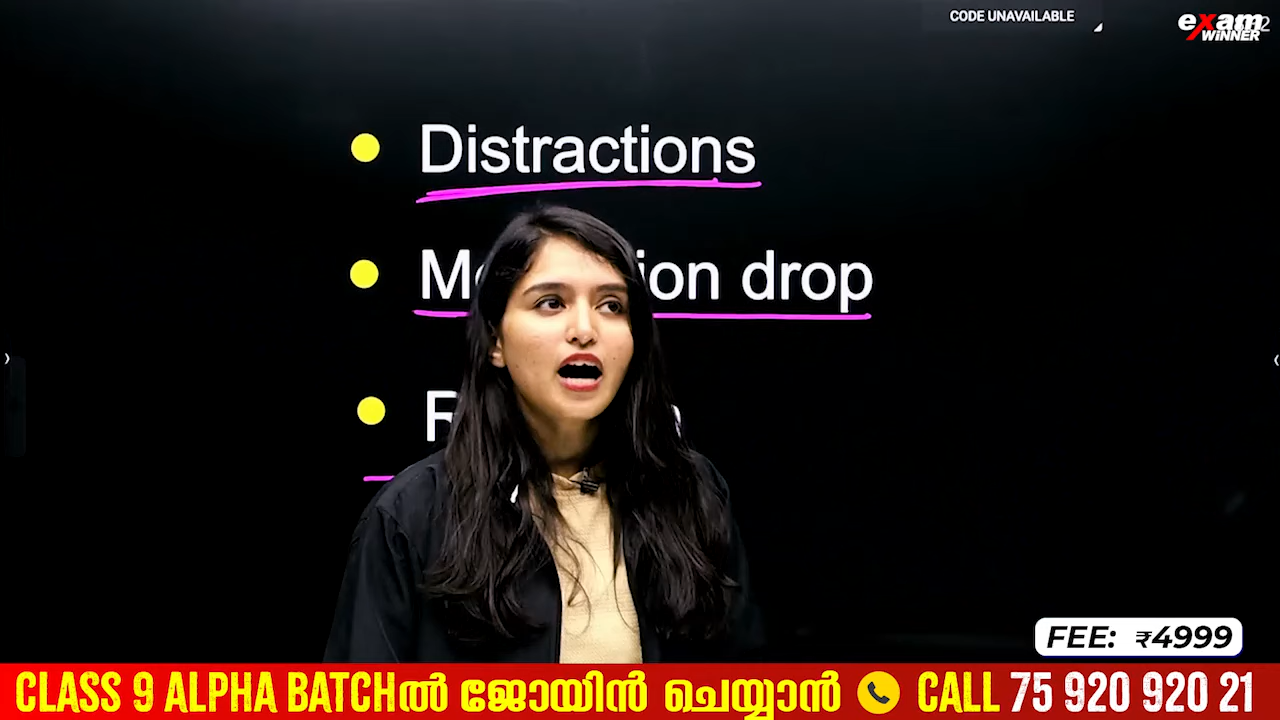 CODE UNAVAILABLE
exam
WINNER
Distractions
drop
FEE: ₹4999
CLASS 9 ALPHA BATCHൽ ജോയിൻ ചെയ്യാൻ CALL 75 920 920 21